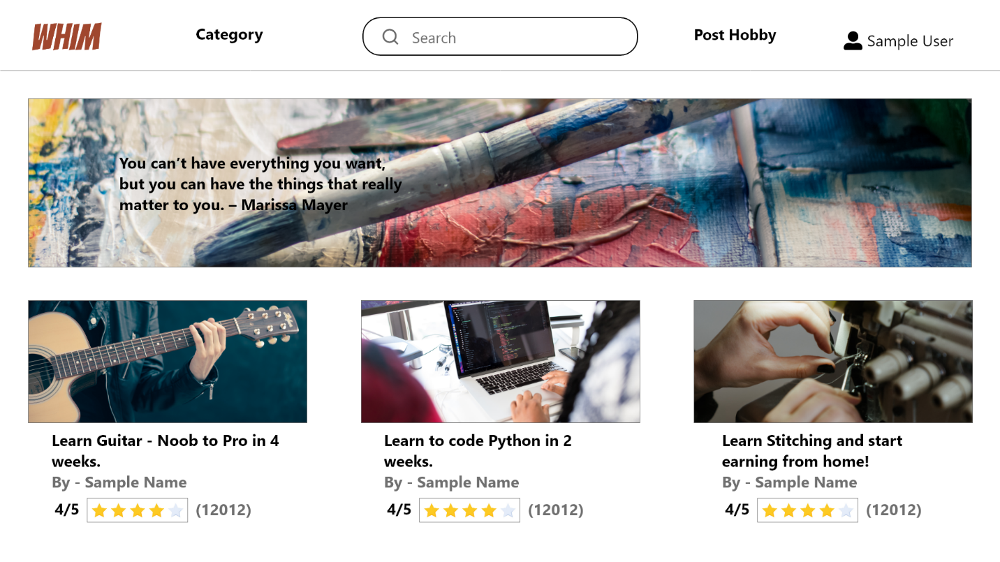 WHIM
Category
Search
Post Hobby
Sample User
You can’t have everything you want,
but you can have the things that really
matter to you. – Marissa Mayer
Learn Guitar - Noob to Pro in 4
weeks.
By - Sample Name
4/5 (12012)
Learn to code Python in 2
weeks.
By - Sample Name
4/5 (12012)
Learn Stitching and start
earning from home!
By - Sample Name
4/5 (12012)